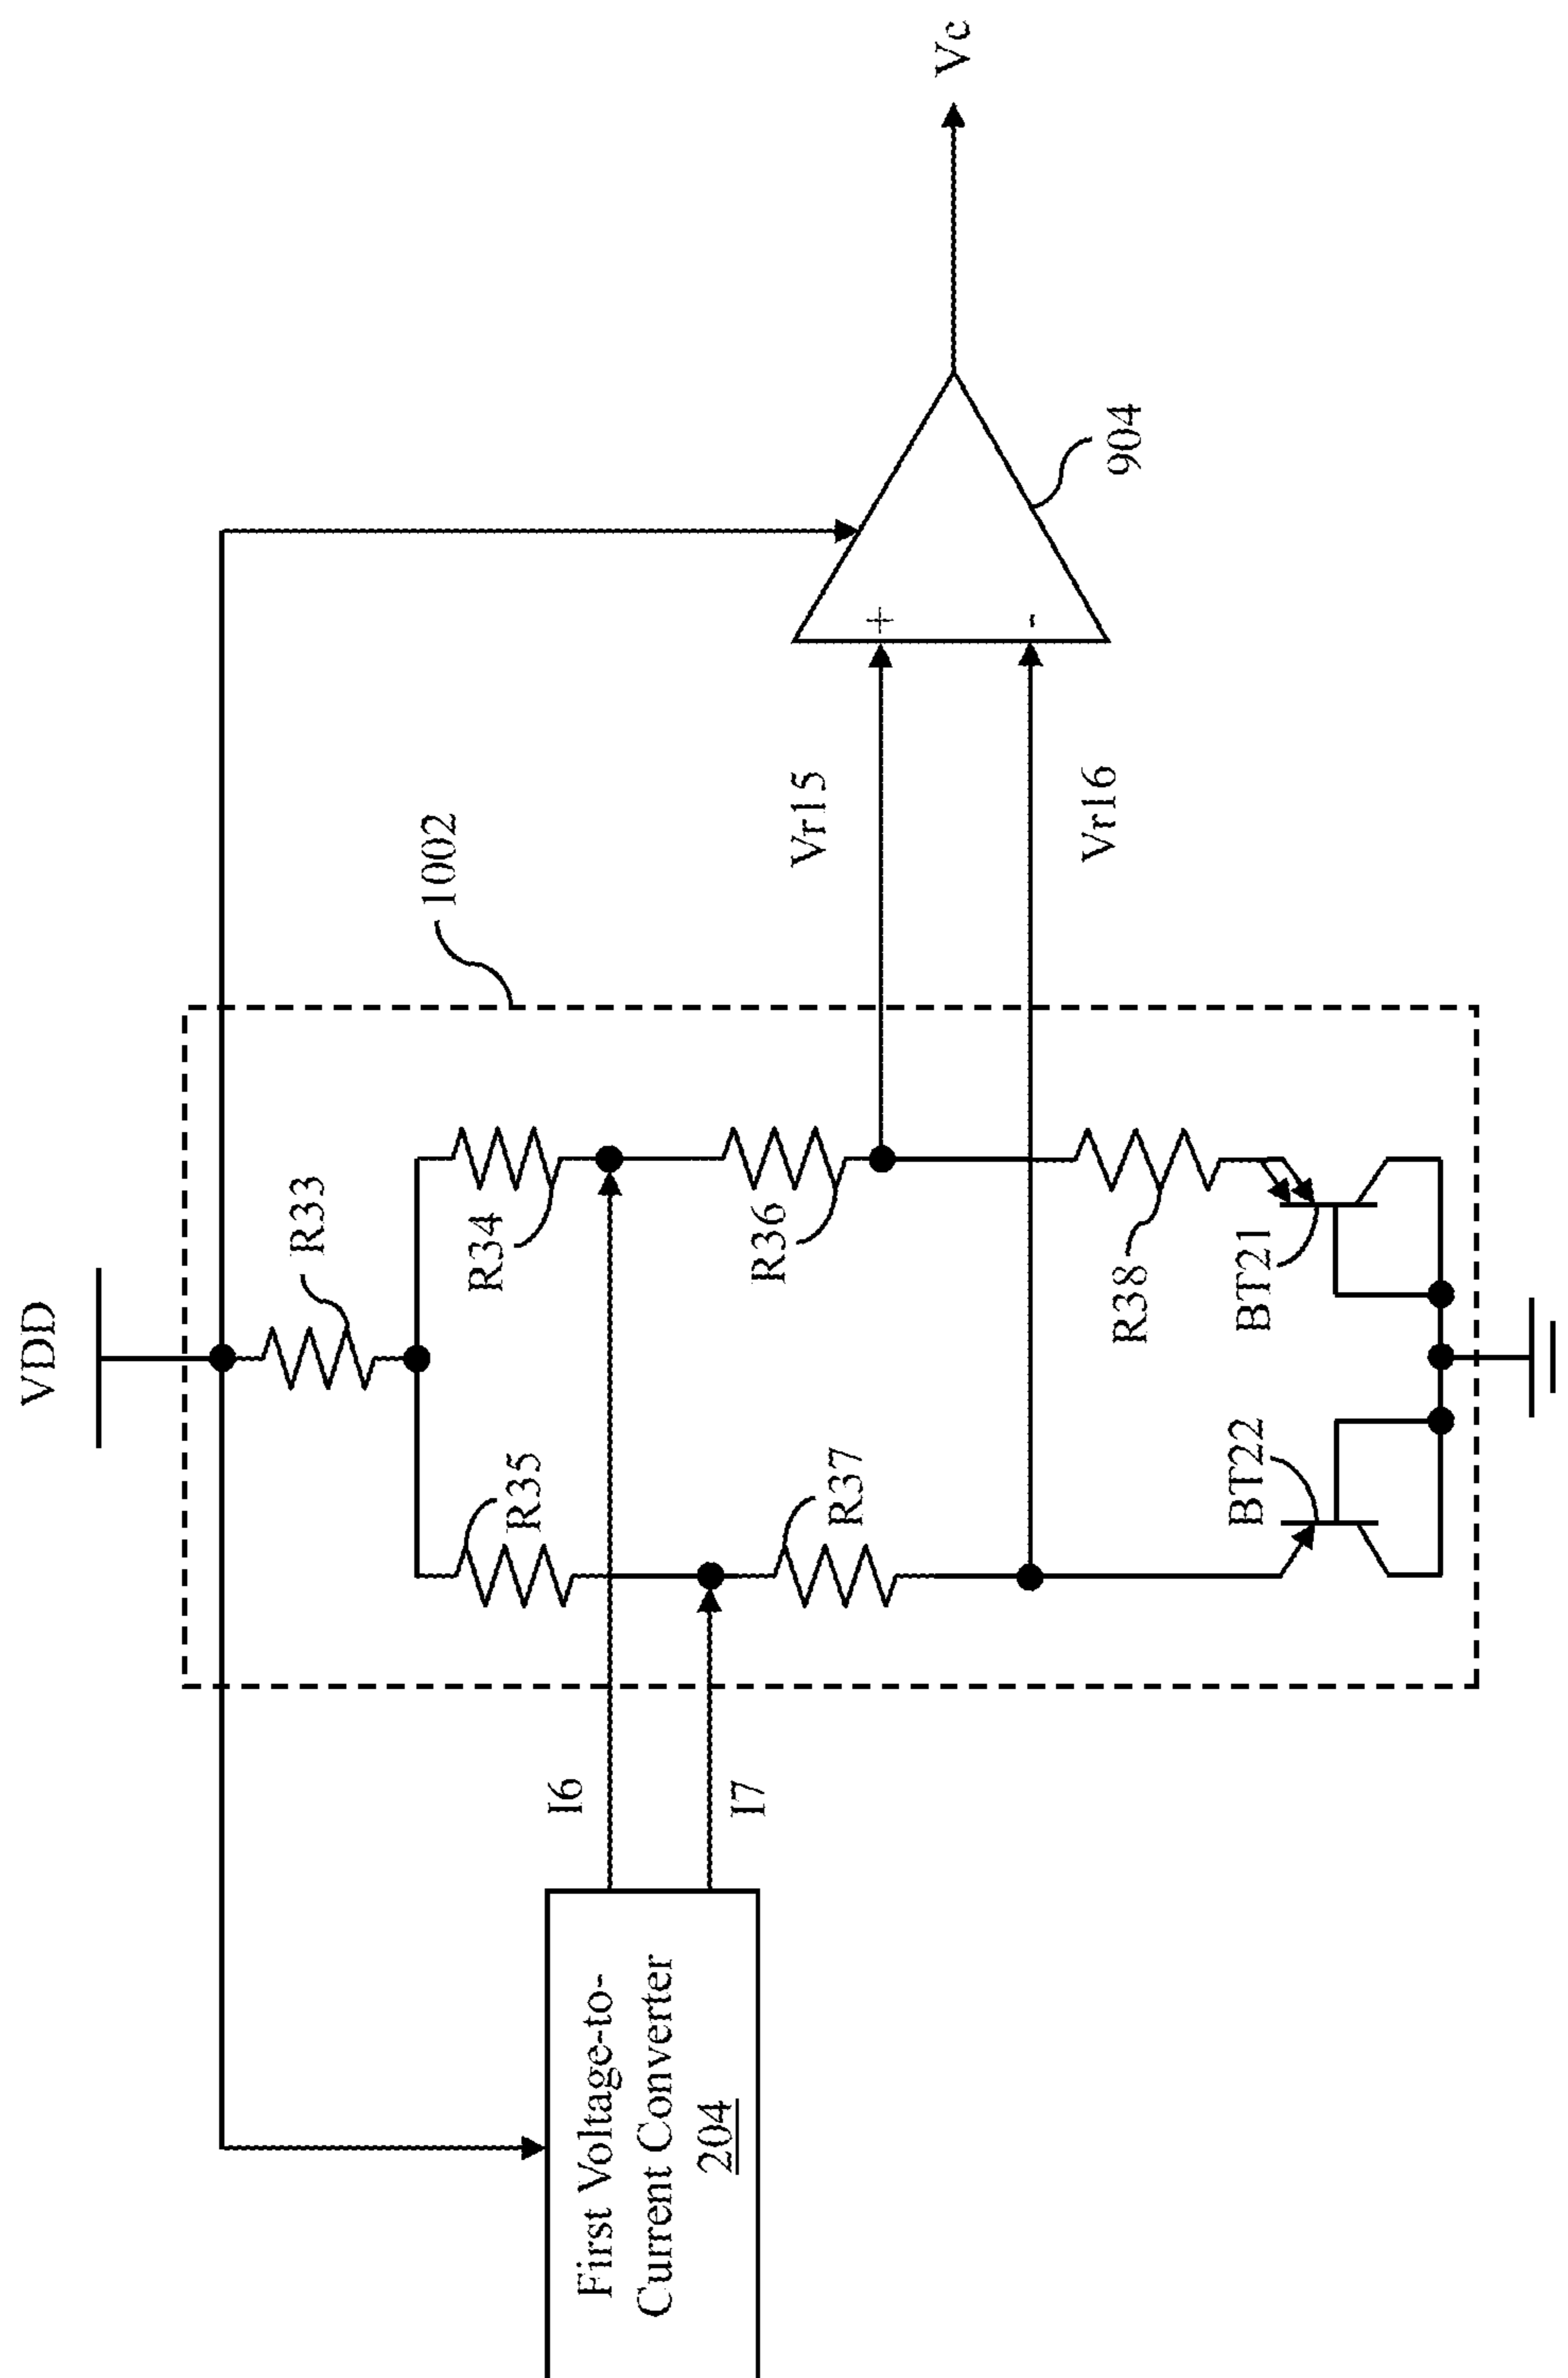 VDD
R33
1002
R35
R34
I6
I7
First Voltage-to-
Current Converter
204
R37
R36
Vr15
+
-
Vr16
Vc
904
R38
BT22
BT21